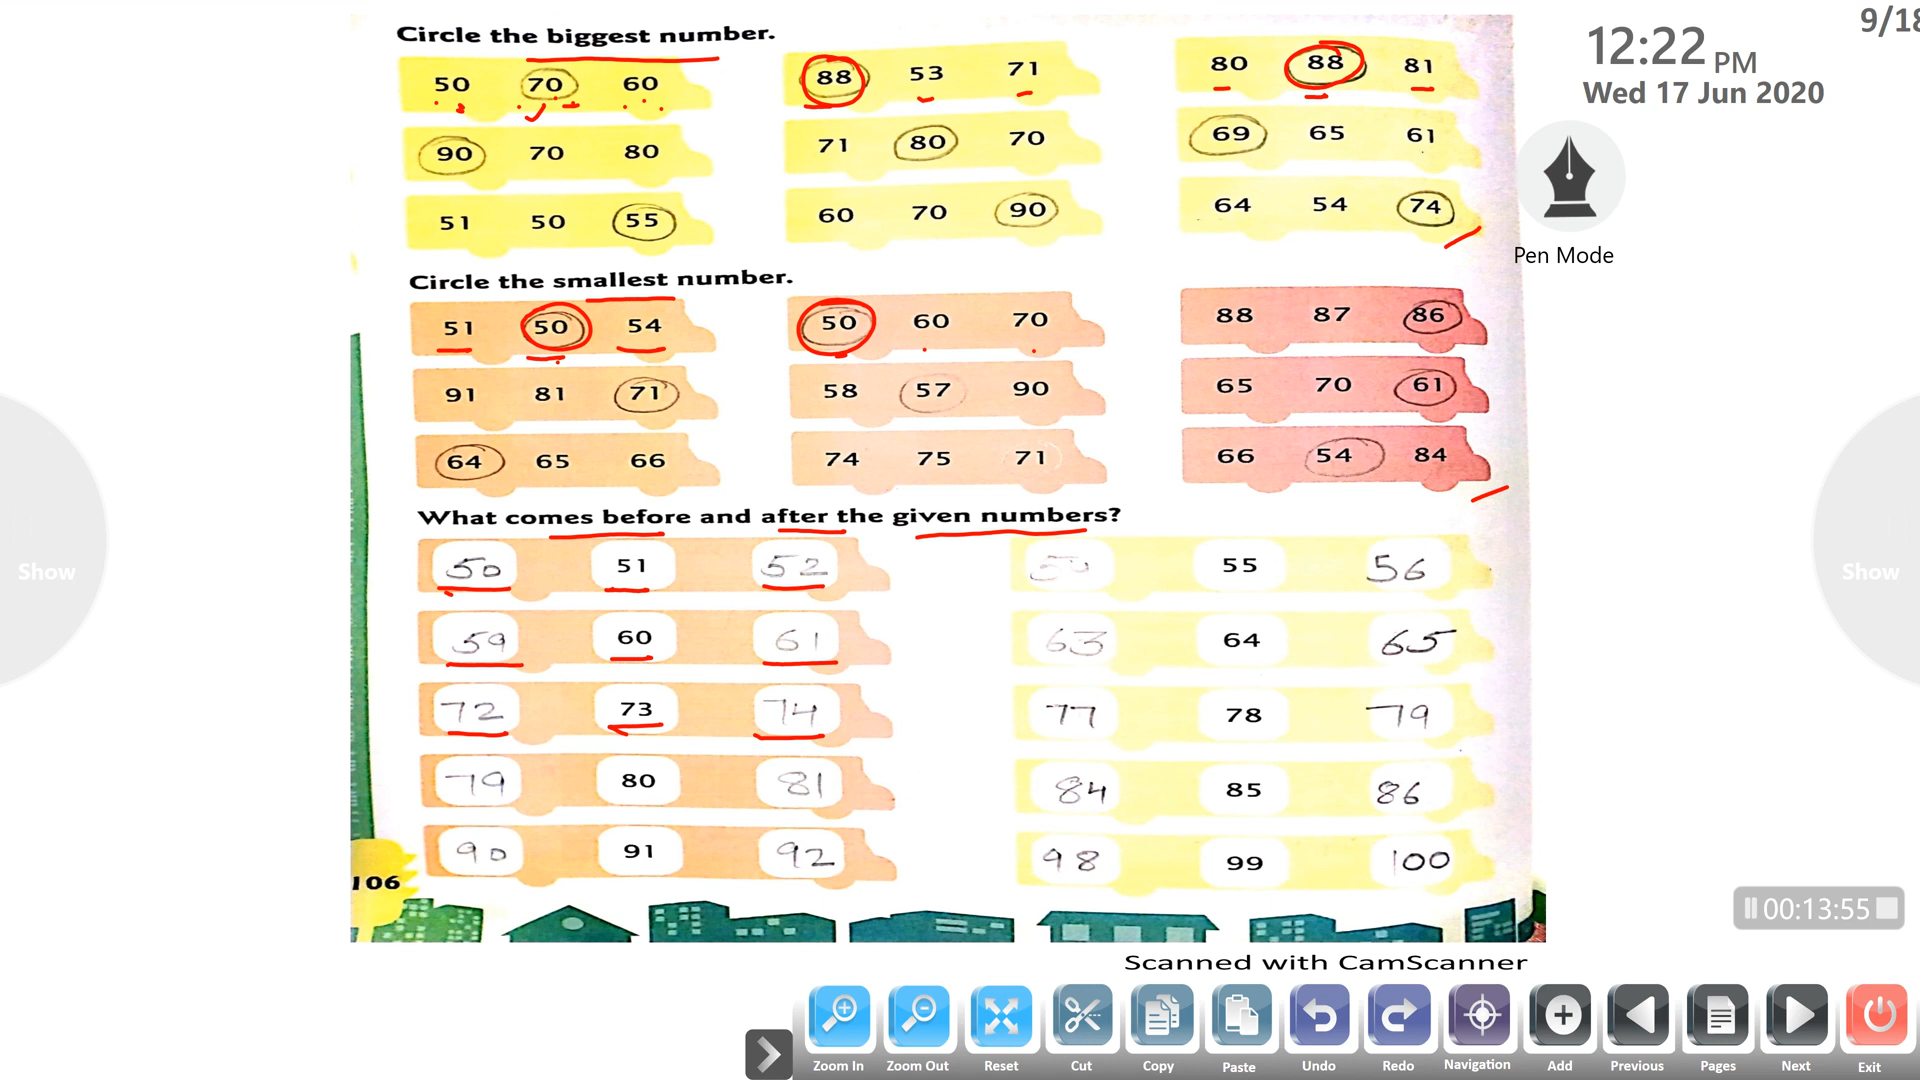 9/18
12:22 PM
Wed 17 Jun 2020
Pen Mode
Circle the biggest number.
50 70 60
88 53 71
80 88 81
90 70 80
71 80 70
69 65 61
51 50 55
60 70 90
64 54 74
Circle the smallest number.
51 50 54
50 60 70
88 87 86
91 81 71
58 57 90
65 70 61
64 65 66
74 75 71
66 54 84
What comes before and after the given numbers?
50 51 52
55 56
59 60 61
63 64 65
72 73 74
77 78 79
79 80 81
84 85 86
90 91 92
98 99 100
106
Show
Show
00:13:55
Scanned with CamScanner
Zoom In Zoom Out Reset Cut Copy Paste Undo Redo Navigation Add Previous Pages Next Exit